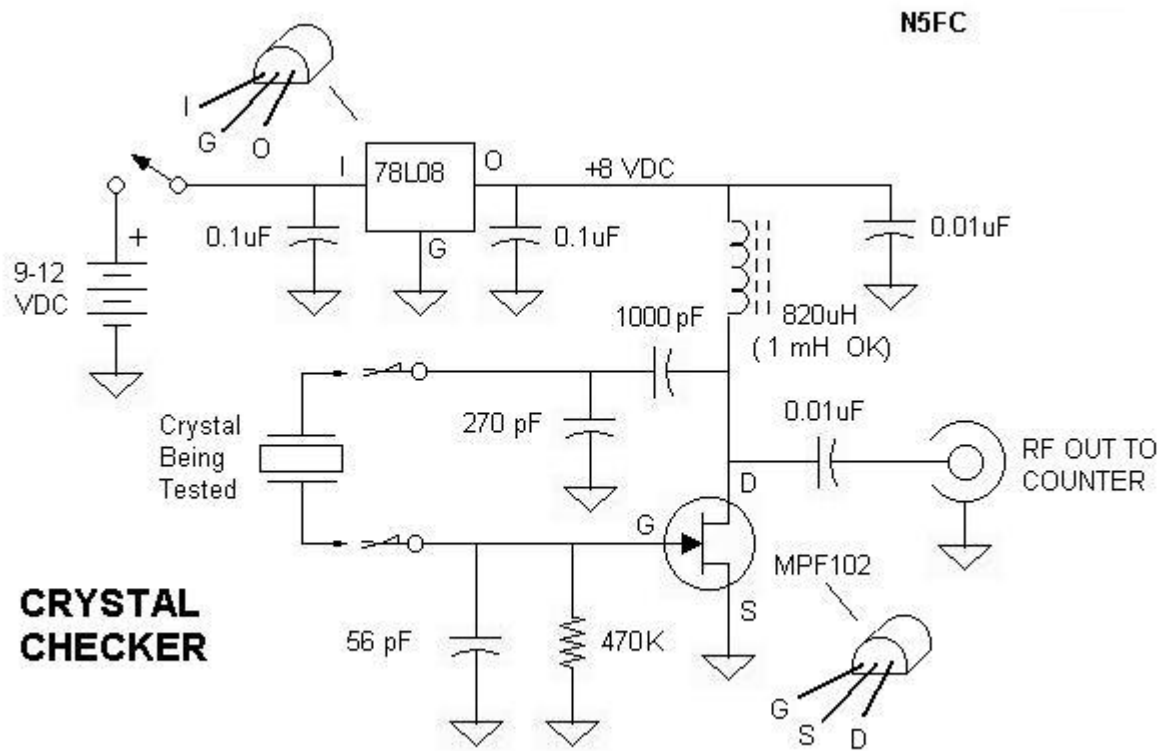 N5FC
I
G
O
I
78L08
O
+8 VDC
G
0.1uF
0.1uF
0.01uF
+
9-12
VDC
1000 pF
820uH
( 1 mH OK)
270 pF
0.01uF
Crystal
Being
Tested
RF OUT TO
COUNTER
D
G
S
MPF102
CRYSTAL
CHECKER
56 pF
470K
G
S
D